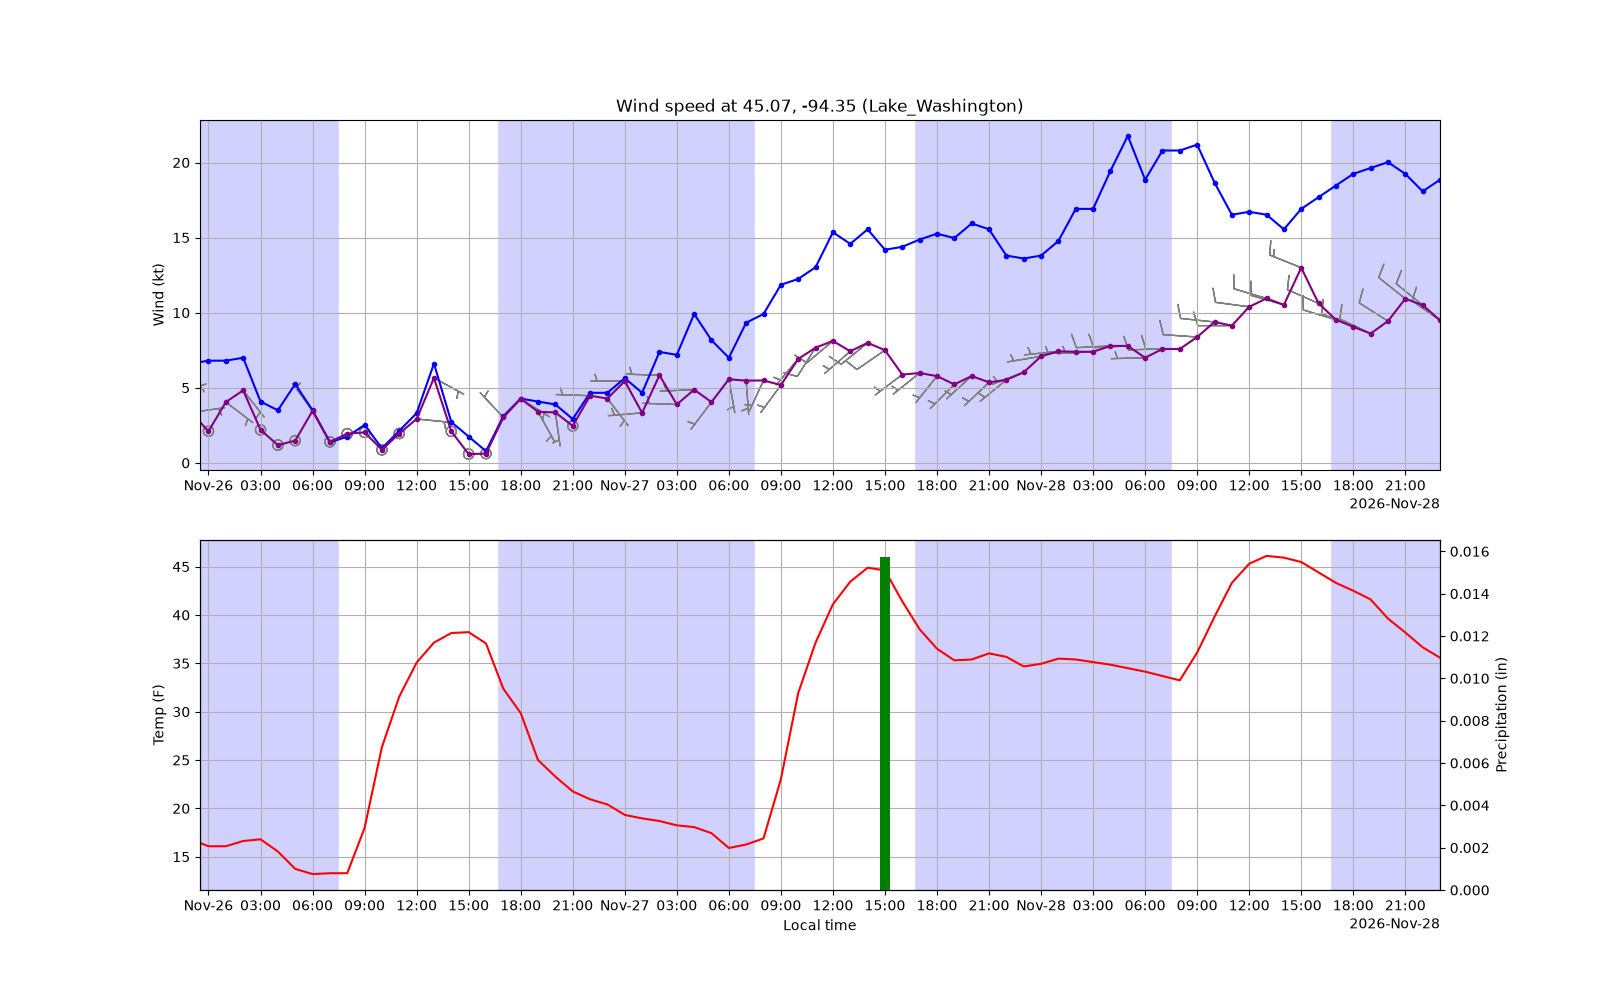 Wind speed at 45.07, -94.35 (Lake_Washington)
Wind (kt)
20
15
10
5
0
Nov-26 03:00 06:00 09:00 12:00 15:00 18:00 21:00 Nov-27 03:00 06:00 09:00 12:00 15:00 18:00 21:00 Nov-28 03:00 06:00 09:00 12:00 15:00 18:00 21:00
2026-Nov-28
Temp (F)
45
40
35
30
25
20
15
0.016
0.014
0.012
0.010
0.008
0.006
0.004
0.002
0.000
Precipitation (in)
Nov-26 03:00 06:00 09:00 12:00 15:00 18:00 21:00 Nov-27 03:00 06:00 09:00 12:00 15:00 18:00 21:00 Nov-28 03:00 06:00 09:00 12:00 15:00 18:00 21:00
Local time
2026-Nov-28